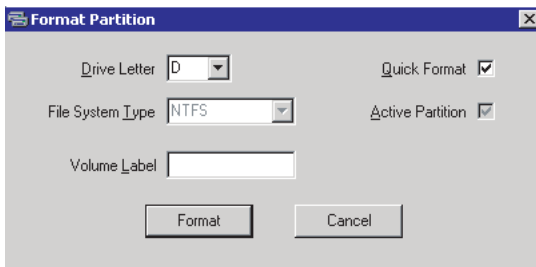 Format Partition
Drive Letter D Quick Format
File System Type NTFS Active Partition
Volume Label
Format Cancel